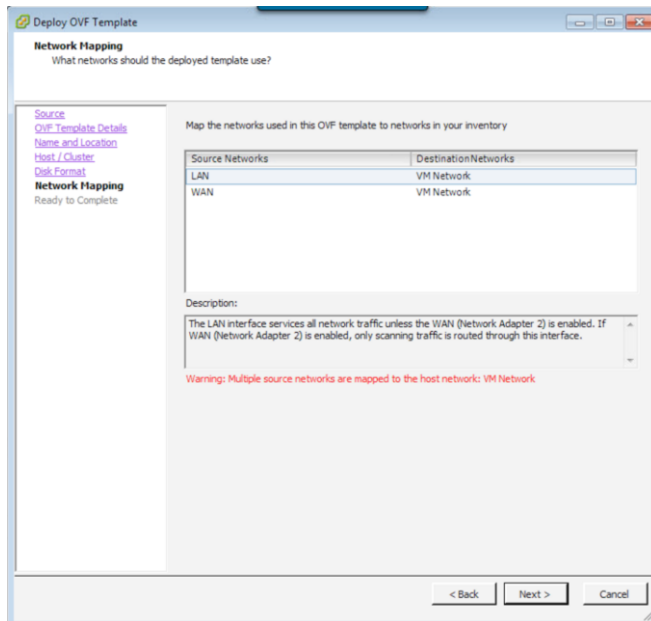 Deploy OVF Template
Network Mapping
What networks should the deployed template use?
Source
OVF Template Details
Name and Location
Host / Cluster
Disk Format
Network Mapping
Ready to Complete
Map the networks used in this OVF template to networks in your inventory
Source Networks DestinationNetworks
LAN VM Network
WAN VM Network
Description:
The LAN interface services all network traffic unless the WAN (Network Adapter 2) is enabled. If
WAN (Network Adapter 2) is enabled, only scanning traffic is routed through this interface.
Warning: Multiple source networks are mapped to the host network: VM Network
< Back Next > Cancel